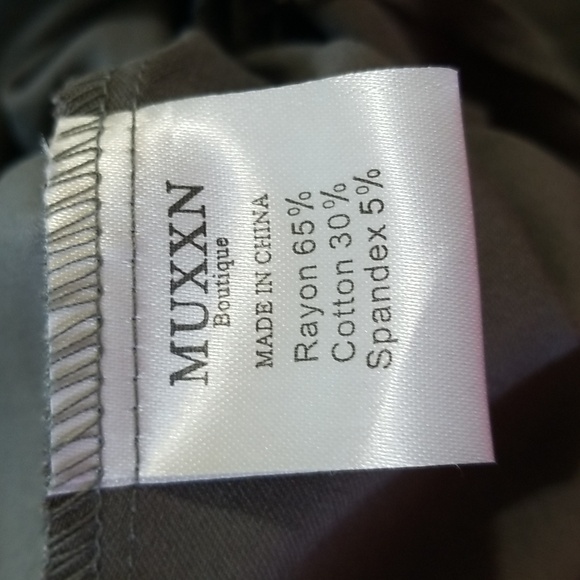 MUXXN
Boutique
MADE IN CHINA
Rayon 65%
Cotton 30%
Spandex 5%